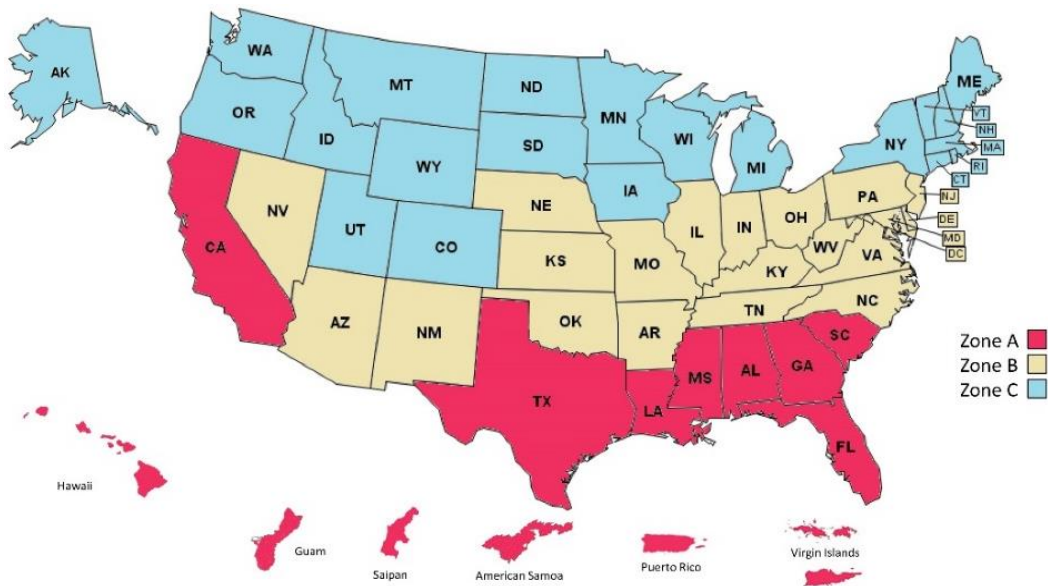 WA
AK
MT
ND
ME
OR
MN
VT
NH
ID
SD
WI
NY
MA
WY
MI
RI
CT
IA
PA
NJ
NE
NV
OH
DE
IL
IN
UT
MD
CO
WV
VA
DC
CA
KS
MO
KY
NC
TN
AZ
NM
OK
AR
SC
Zone A
Zone B
Zone C
MS
AL
GA
TX
LA
FL
Hawaii
Guam
Saipan
American Samoa
Puerto Rico
Virgin Islands